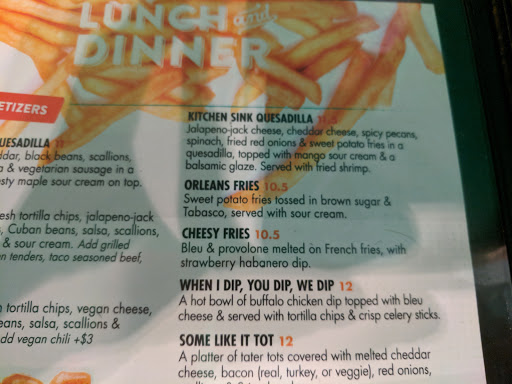 LUNCH and
DINNER
ETIZERS
UESADILLA 11
dar, black beans, scallions,
a & vegetarian sausage in a
sty maple sour cream on top.
esh tortilla chips, jalapeno-jack
, Cuban beans, salsa, scallions,
& sour cream. Add grilled
n tenders, taco seasoned beef,
n tortilla chips, vegan cheese,
eans, salsa, scallions &
dd vegan chili +$3
KITCHEN SINK QUESADILLA 11.5
Jalapeno-jack cheese, cheddar cheese, spicy pecans,
spinach, fried red onions & sweet potato fries in a
quesadilla, topped with mango sour cream & a
balsamic glaze. Served with fried shrimp.
ORLEANS FRIES 10.5
Sweet potato fries tossed in brown sugar &
Tabasco, served with sour cream.
CHEESY FRIES 10.5
Bleu & provolone melted on French fries, with
strawberry habanero dip.
WHEN I DIP, YOU DIP, WE DIP 12
A hot bowl of buffalo chicken dip topped with bleu
cheese & served with tortilla chips & crisp celery sticks.
SOME LIKE IT TOT 12
A platter of tater tots covered with melted cheddar
cheese, bacon (real, turkey, or veggie), red onions,